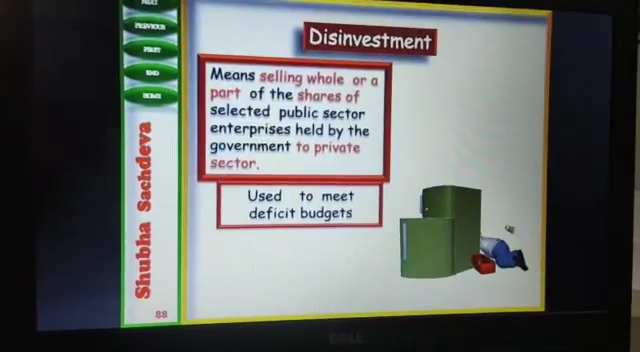 NEXT
PREVIOUS
FIRST
END
HOME
Shubha Sachdeva
88
Disinvestment
Means selling whole or a
part of the shares of
selected public sector
enterprises held by the
government to private
sector.
Used to meet
deficit budgets
DELL